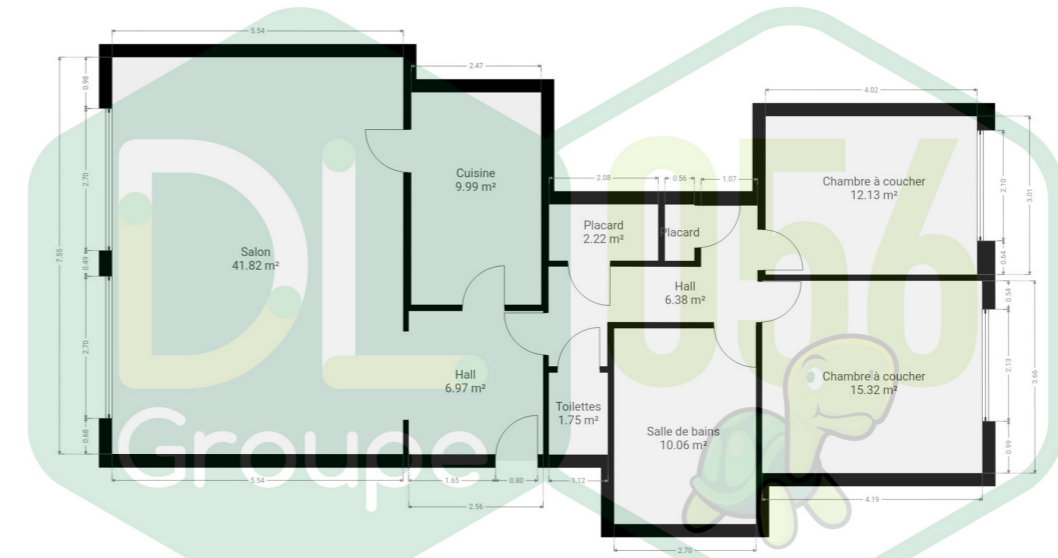 5.54
2.47
4.02
0.98
2.70
7.55
0.49
2.70
0.68
Salon
41.82 m²
Cuisine
9.99 m²
2.08
0.56
1.07
Placard
2.22 m²
Placard
Hall
6.38 m²
Chambre à coucher
12.13 m²
2.10
3.01
0.64
0.54
2.13
3.66
0.99
Chambre à coucher
15.32 m²
Hall
6.97 m²
Toilettes
1.75 m²
Salle de bains
10.06 m²
5.54
1.65
0.80
1.12
2.56
2.70
4.19
DL 056
Groupe